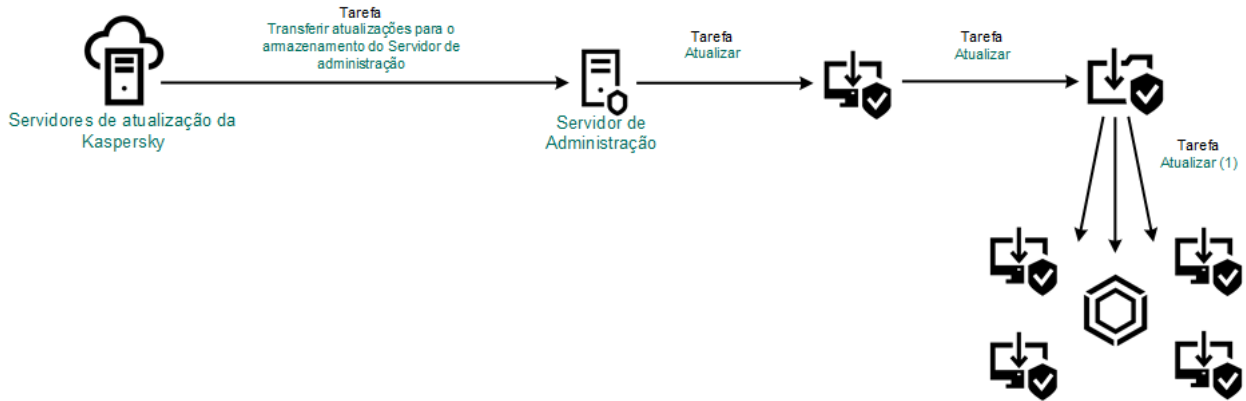 Tarefa
Transferir atualizações para o
armazenamento do Servidor de
administração
Servidores de atualização da
Kaspersky
Tarefa
Atualizar
Servidor de
Administração
Tarefa
Atualizar
Tarefa
Atualizar (1)